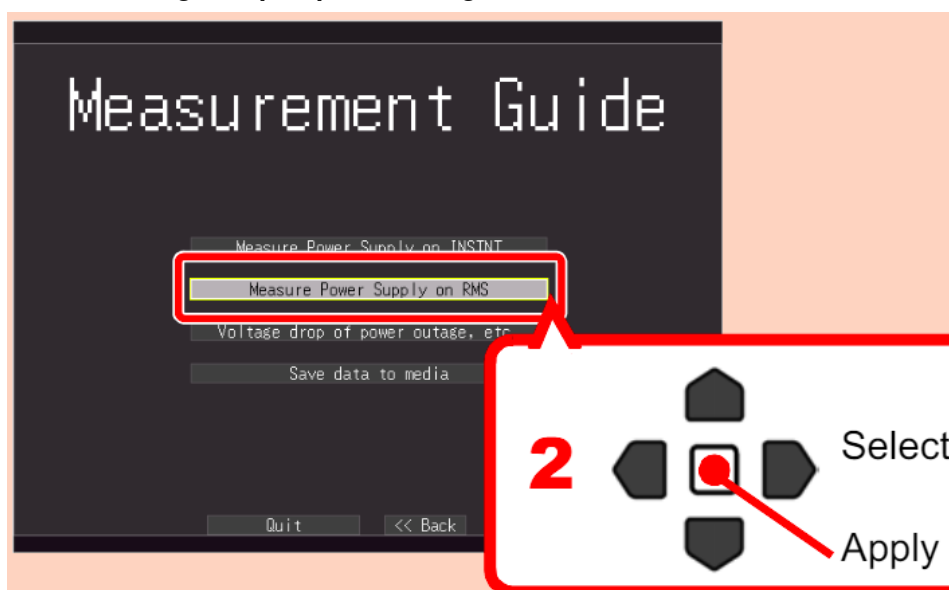 Measurement Guide
Measure Power Supply on INSTNT
Measure Power Supply on RMS
Voltage drop of power outage, etc
Save data to media
Quit
<< Back
2
Select
Apply